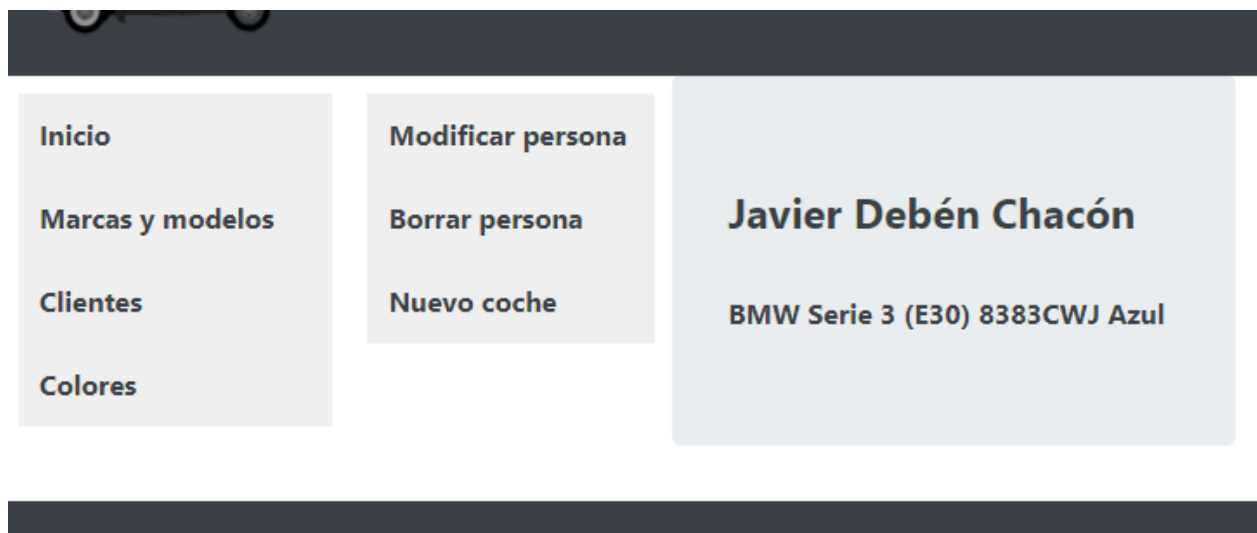 Inicio
Marcas y modelos
Clientes
Colores
Modificar persona
Borrar persona
Nuevo coche
Javier Debén Chacón
BMW Serie 3 (E30) 8383CWJ Azul